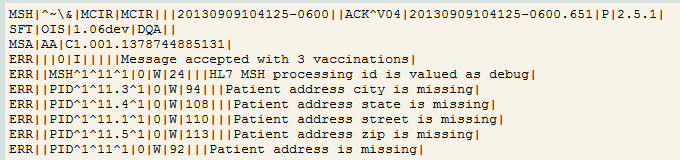 MSH|^~\&|MCIR|MCIR|||20130909104125-0600||ACK^V04|20130909104125-0600.651|P|2.5.1|
SFT|OIS|1.06dev|DQA||
MSA|AA|C1.001.1378744885131|
ERR|||0|I|||||Message accepted with 3 vaccinations|
ERR||MSH^1^11^1|0|W|24|||HL7 MSH processing id is valued as debug|
ERR||PID^1^11.3^1|0|W|94|||Patient address city is missing|
ERR||PID^1^11.4^1|0|W|108|||Patient address state is missing|
ERR||PID^1^11.1^1|0|W|110|||Patient address street is missing|
ERR||PID^1^11.5^1|0|W|113|||Patient address zip is missing|
ERR||PID^1^11^1|0|W|92|||Patient address is missing|